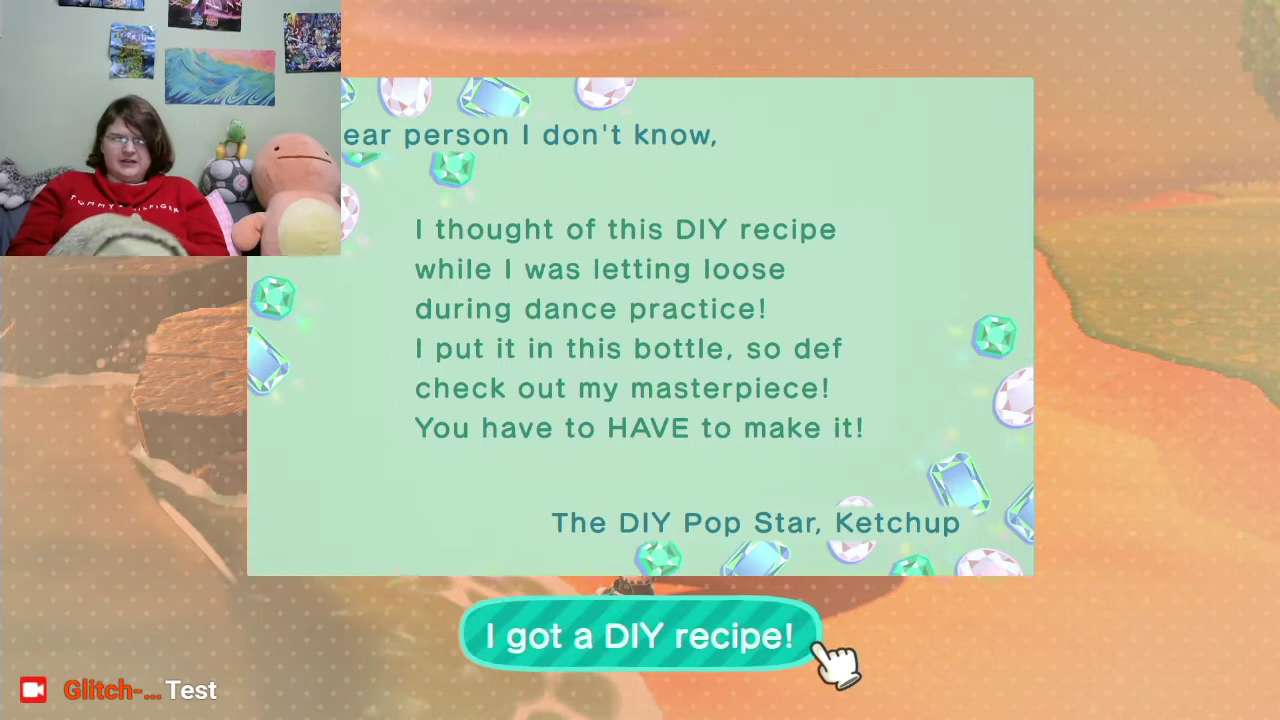 ear person I don't know,
I thought of this DIY recipe
while I was letting loose
during dance practice!
I put it in this bottle, so def
check out my masterpiece!
You have to HAVE to make it!
The DIY Pop Star, Ketchup
I got a DIY recipe!
Glitch-... Test